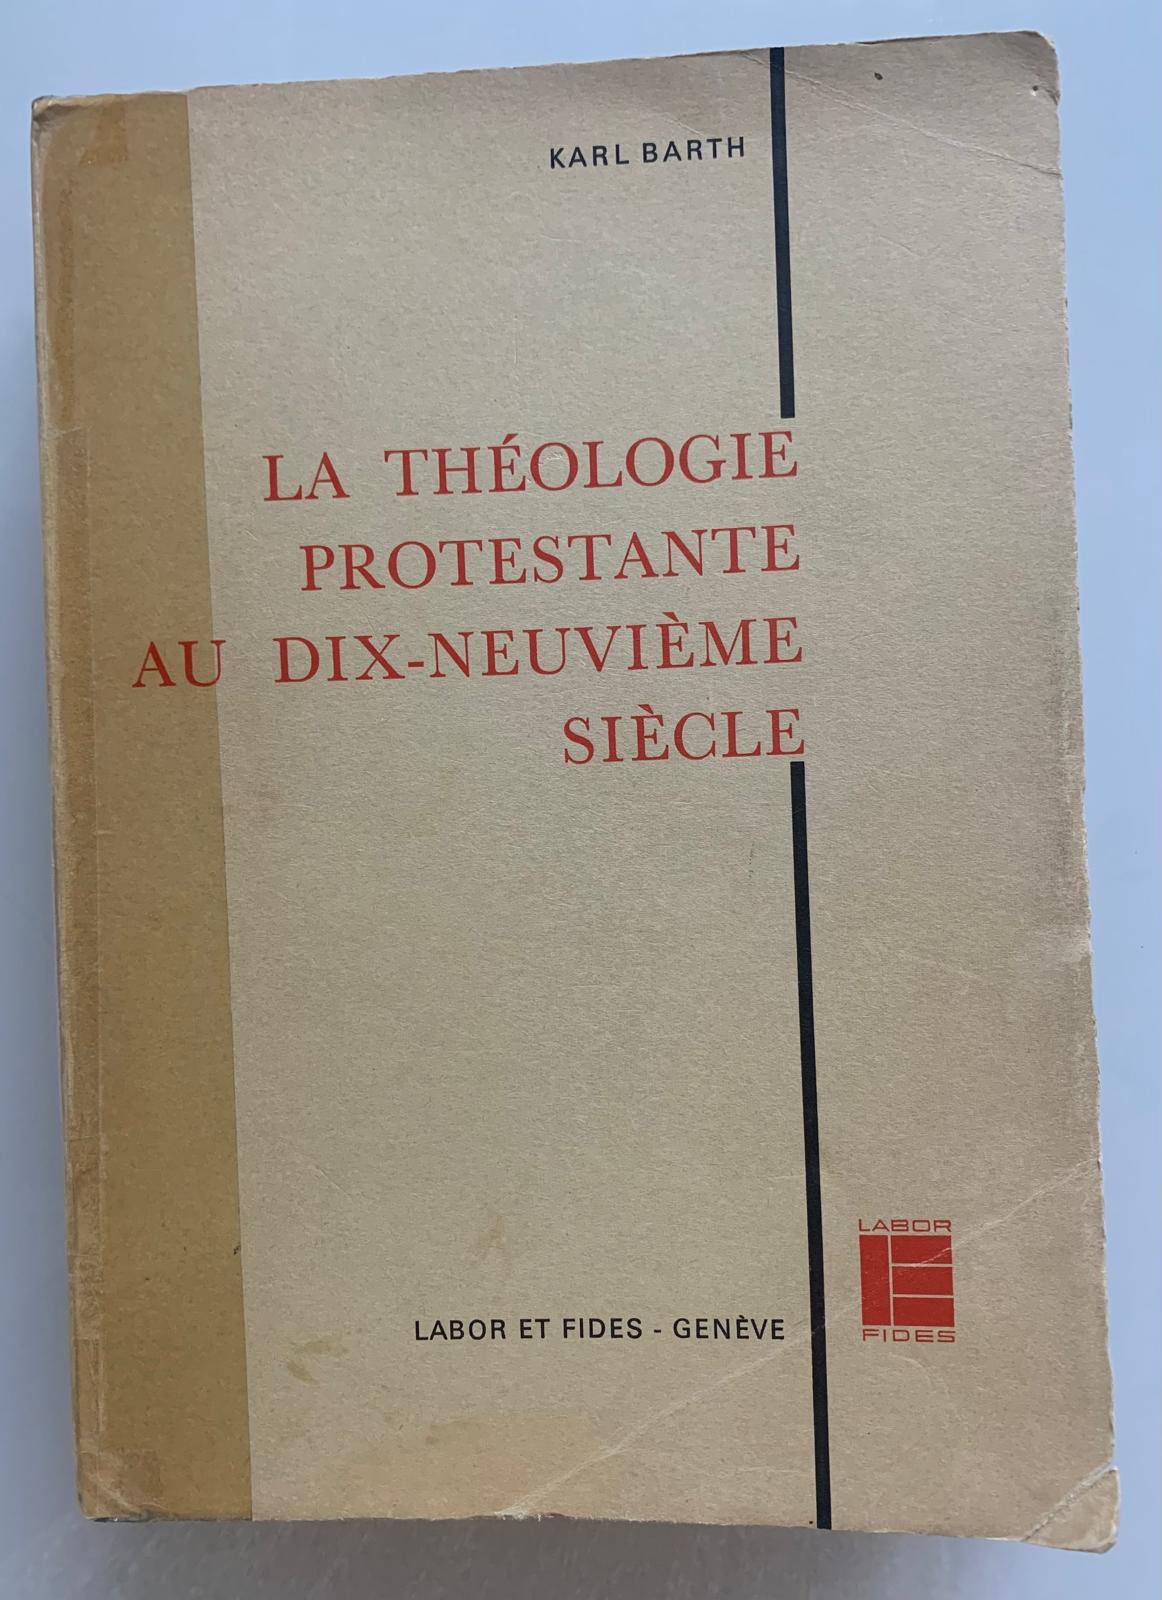 KARL BARTH
LA THÉOLOGIE
PROTESTANTE
AU DIX-NEUVIÈME
SIÈCLE
LABOR
FIDES
LABOR ET FIDES - GENÈVE